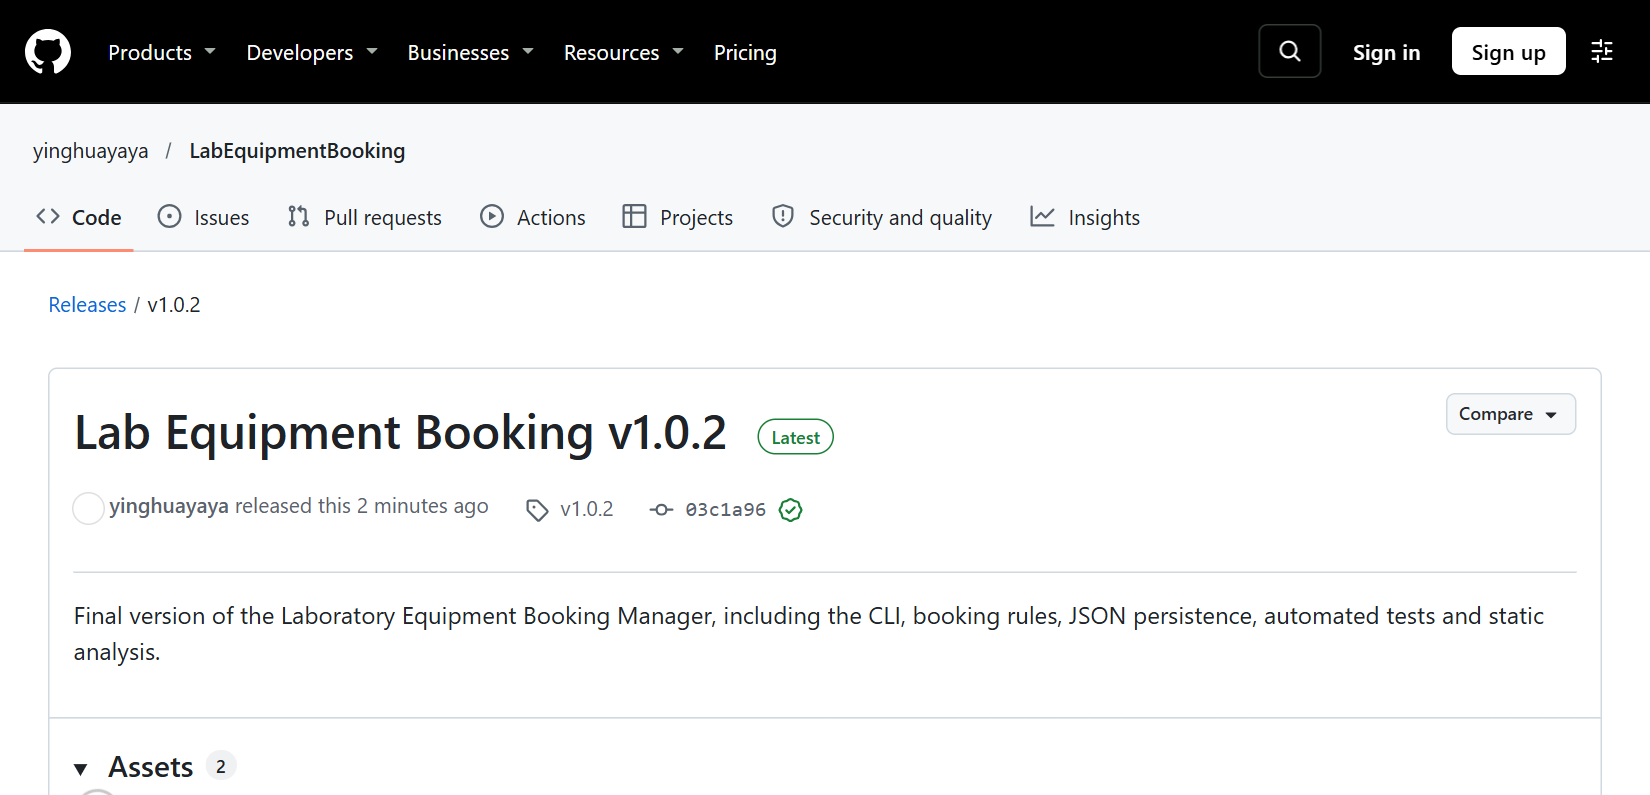 Products Developers Businesses Resources Pricing Sign in Sign up
yinghuayaya / LabEquipmentBooking
Code Issues Pull requests Actions Projects Security and quality Insights
Releases / v1.0.2
Lab Equipment Booking v1.0.2 Latest Compare
yinghuayaya released this 2 minutes ago v1.0.2 03c1a96
Final version of the Laboratory Equipment Booking Manager, including the CLI, booking rules, JSON persistence, automated tests and static
analysis.
Assets 2